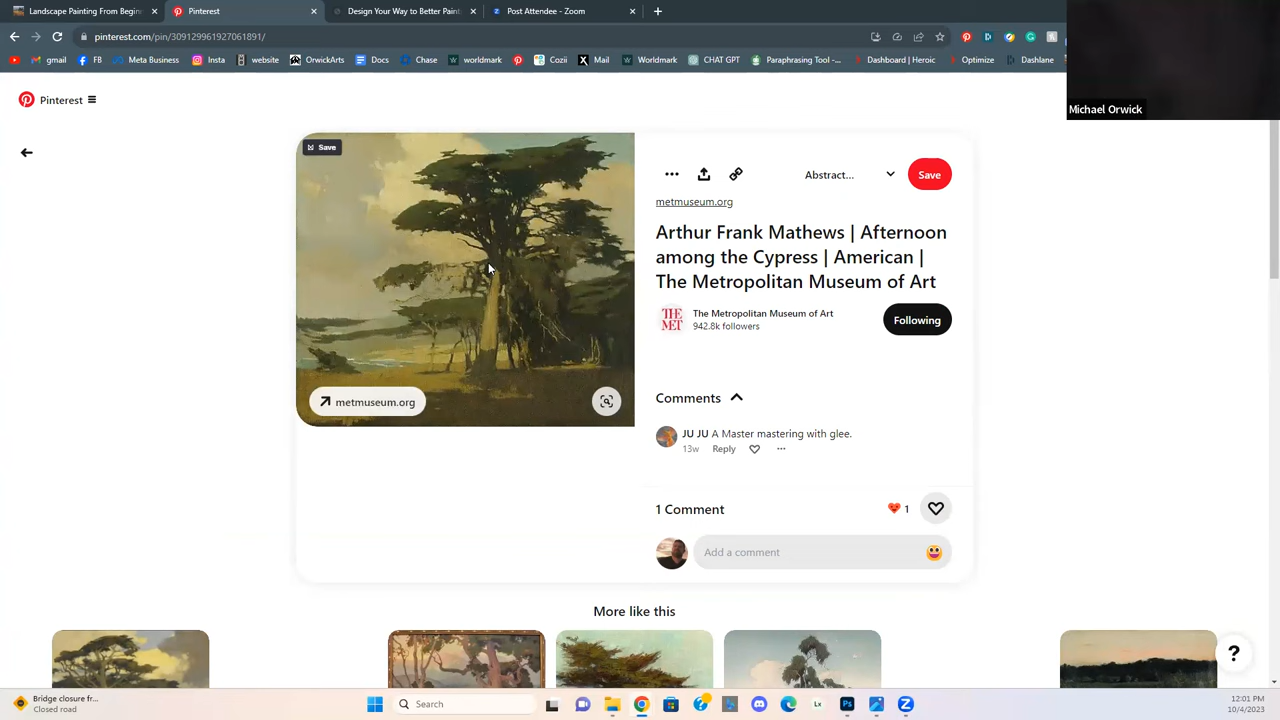 Landscape Painting From Begin
Pinterest
Design Your Way to Better Paint
Post Attendee - Zoom
pinterest.com/pin/309129961927061891/
gmail
FB
Meta Business
Insta
website
OrwickArts
Docs
Chase
worldmark
Cozii
Mail
Worldmark
CHAT GPT
Paraphrasing Tool -...
Dashboard | Heroic
Optimize
Dashlane
Michael Orwick
Pinterest
Save
Abstract...
Save
metmuseum.org
Arthur Frank Mathews | Afternoon
among the Cypress | American |
The Metropolitan Museum of Art
THE
MET
The Metropolitan Museum of Art
942.8k followers
Following
metmuseum.org
Comments
JU JU A Master mastering with glee.
13w Reply
1 Comment
1
Add a comment
More like this
?
Bridge closure fr...
Closed road
Search
Lx
Ps
12:01 PM
10/4/2023